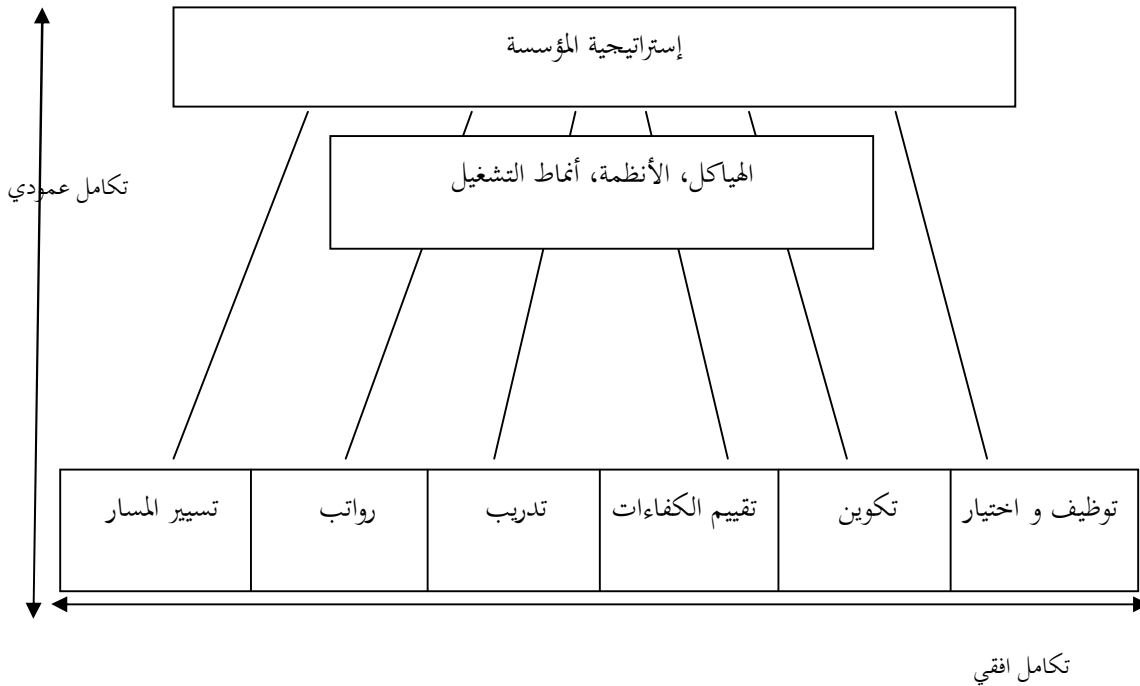 إستراتيجية المؤسسة
الهياكل، الأنظمة، أنماط التشغيل
تكامل عمودي
توظيف و اختيار
تكوين
تقييم الكفاءات
تدريب
رواتب
تسيير المسار
تكامل افقي